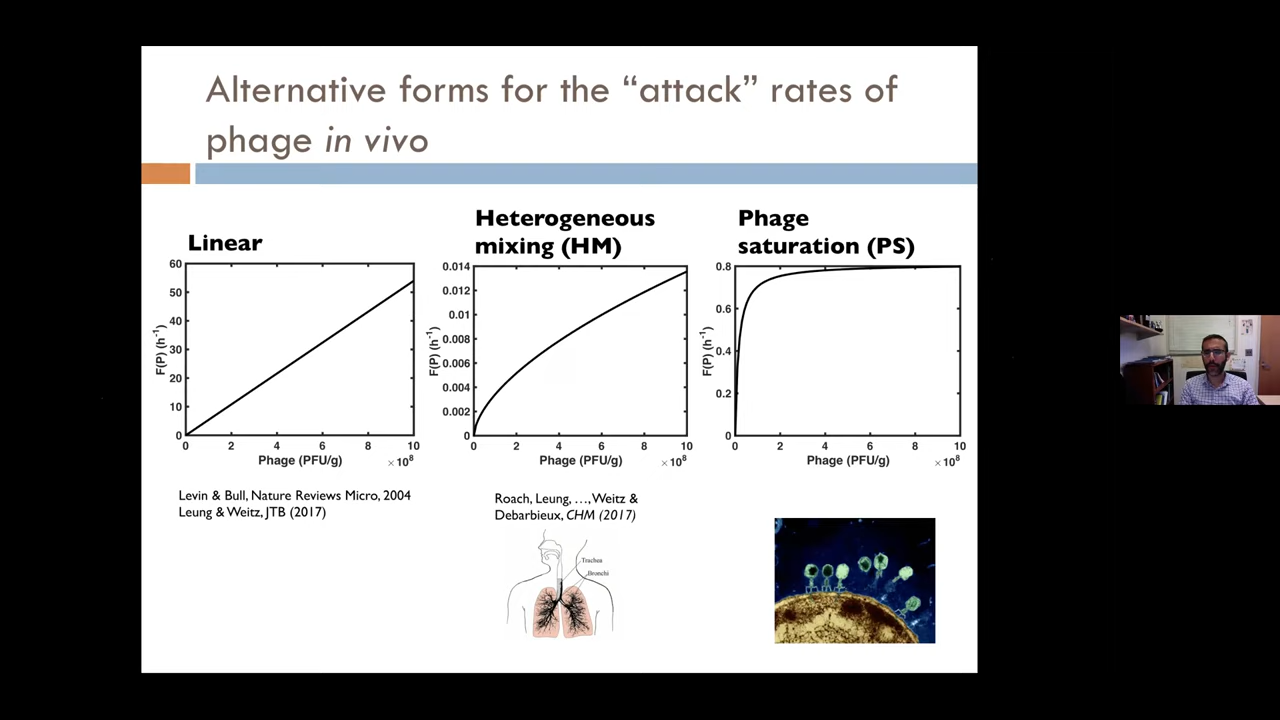 Alternative forms for the “attack” rates of
phage in vivo
Linear
60
50
40
30
20
10
0
F(P) (h⁻¹)
0 2 4 6 8 10
Phage (PFU/g)
×10⁸
Levin & Bull, Nature Reviews Micro, 2004
Leung & Weitz, JTB (2017)
Heterogeneous
mixing (HM)
0.014
0.012
0.01
0.008
0.006
0.004
0.002
0
F(P) (h⁻¹)
0 2 4 6 8 10
Phage (PFU/g)
×10⁸
Roach, Leung, …, Weitz &
Debarbieux, CHM (2017)
Trachea
Bronchi
Phage
saturation (PS)
0.8
0.6
0.4
0.2
0
F(P) (h⁻¹)
0 2 4 6 8 10
Phage (PFU/g)
×10⁸